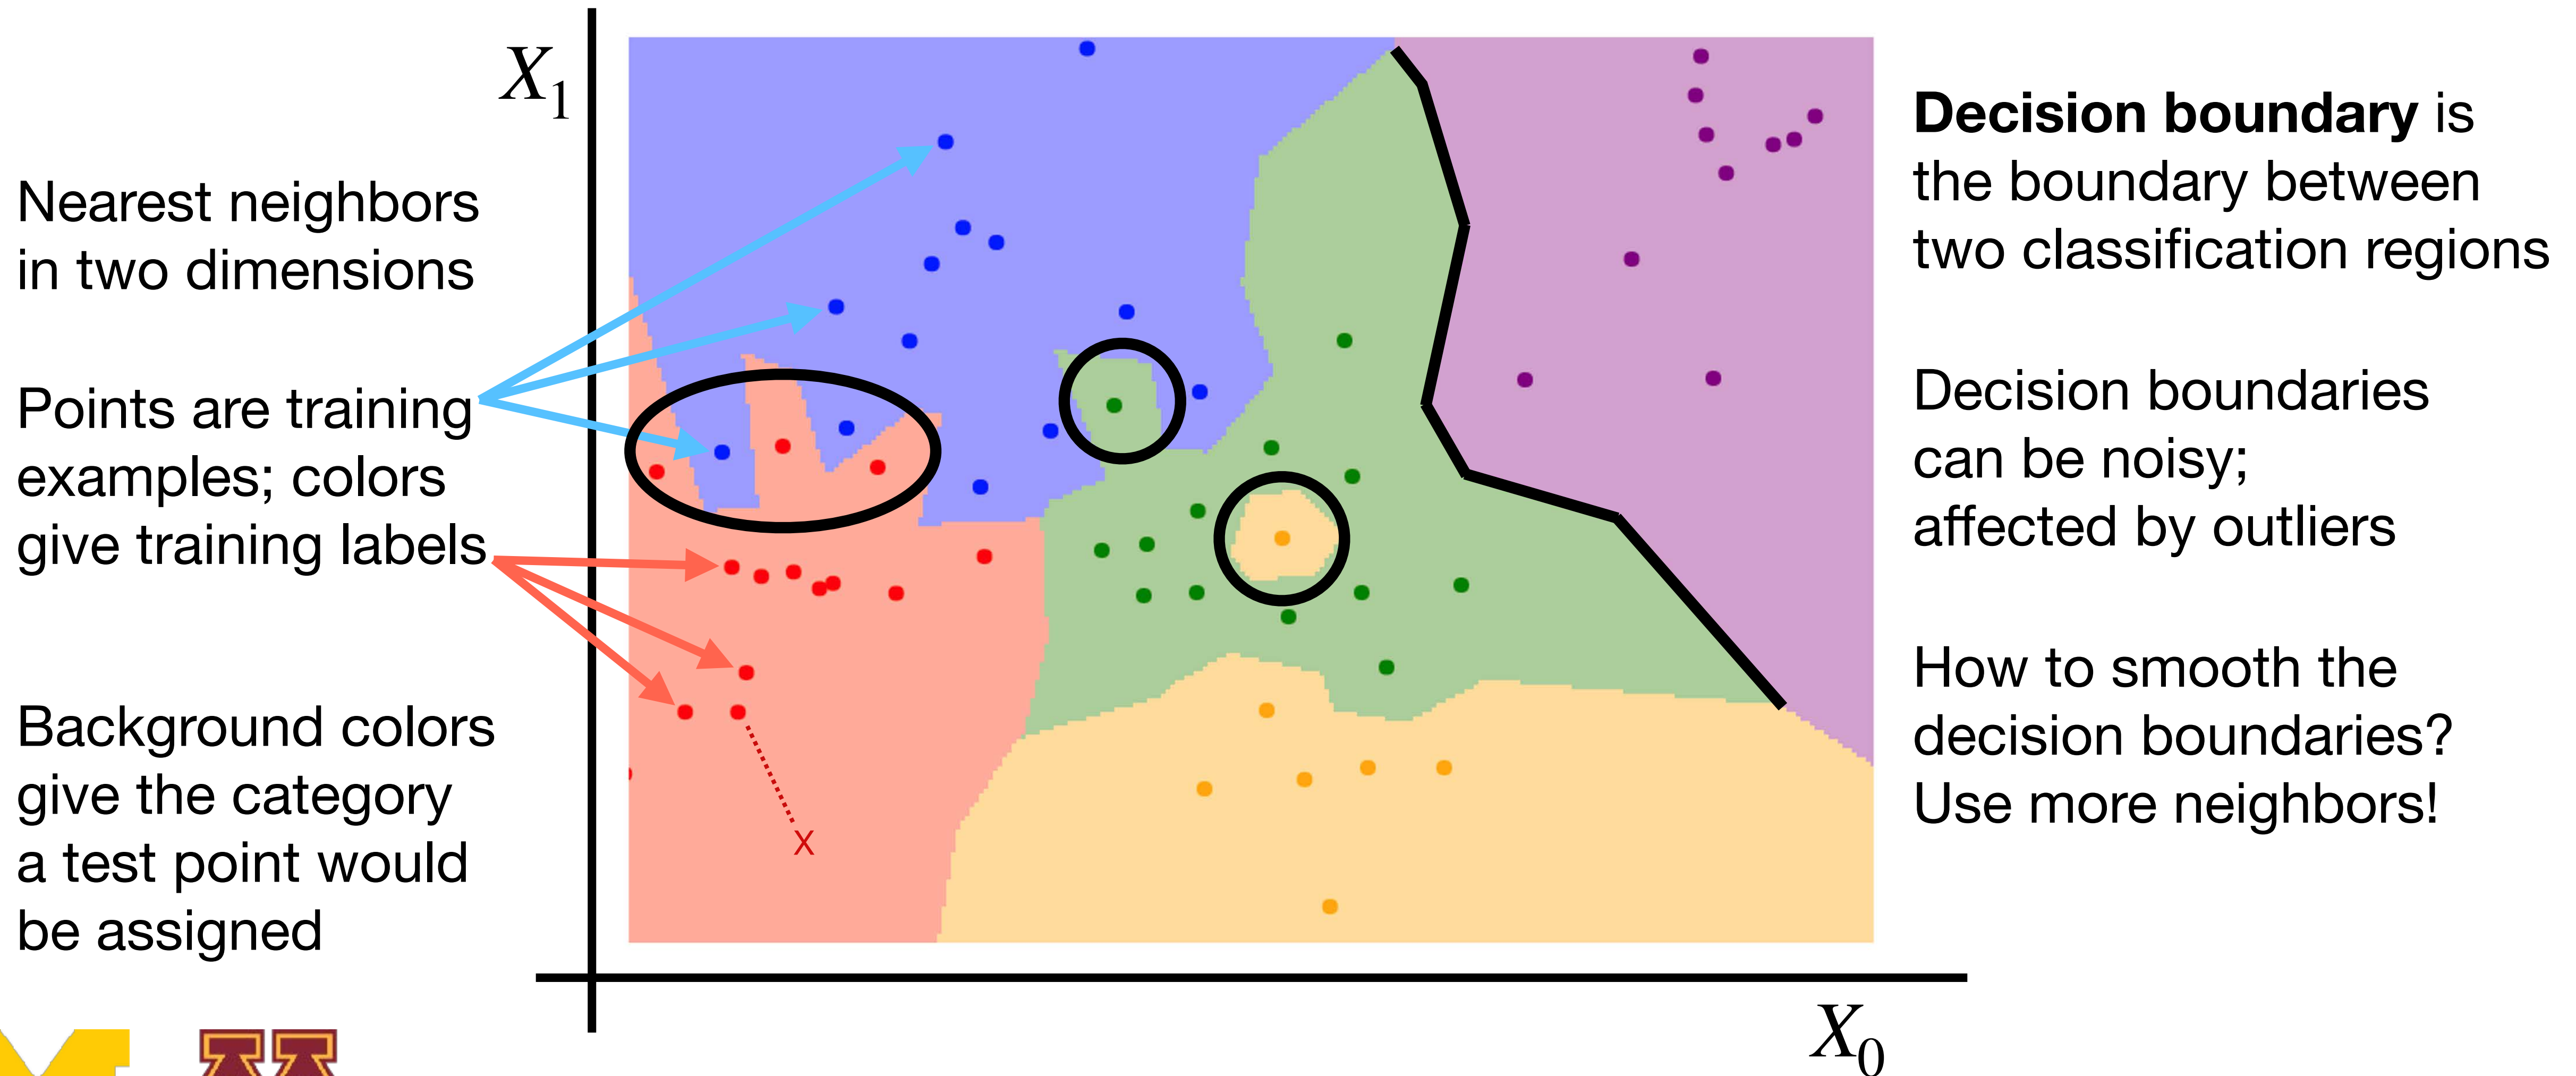 Nearest neighbors
in two dimensions
Points are training
examples; colors
give training labels
Background colors
give the category
a test point would
be assigned
X₁
X
X₀
Decision boundary is
the boundary between
two classification regions
Decision boundaries
can be noisy;
affected by outliers
How to smooth the
decision boundaries?
Use more neighbors!